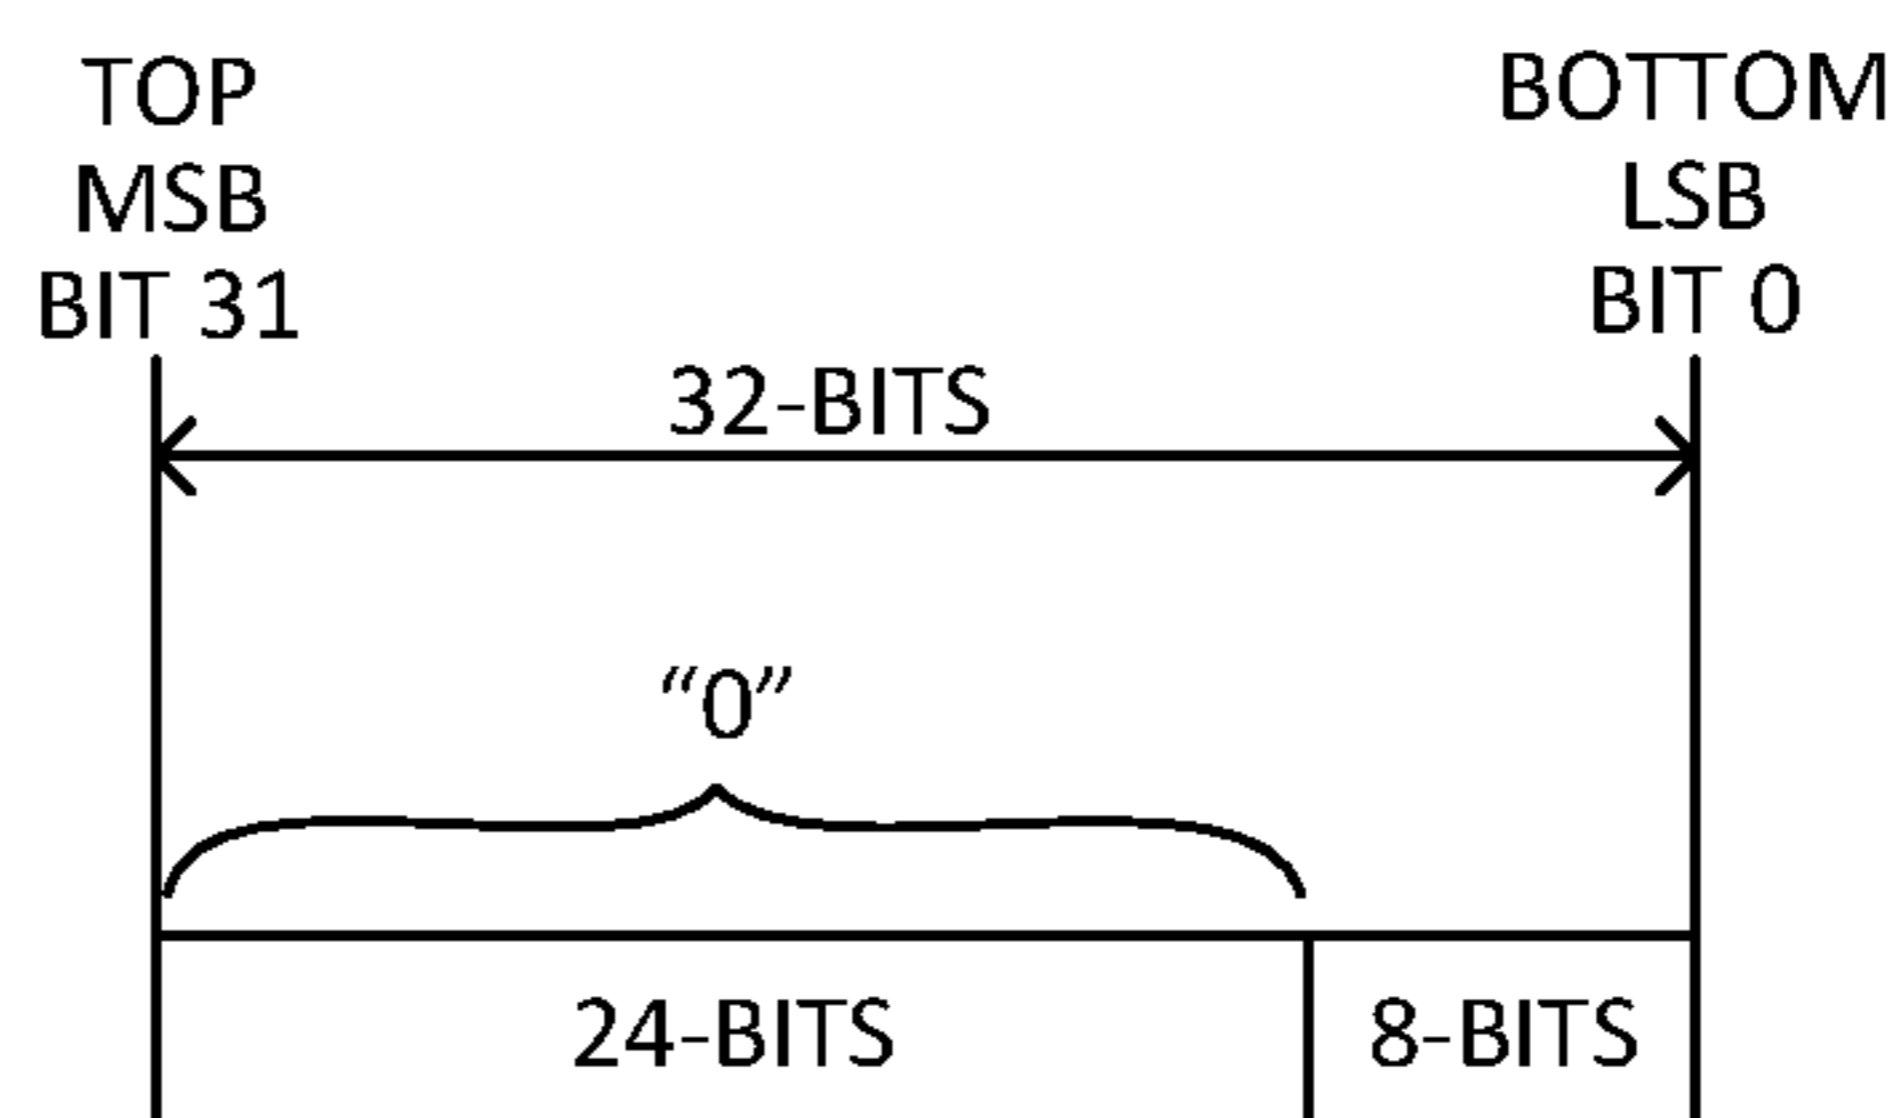 TOP
MSB
BIT 31
BOTTOM
LSB
BIT 0
32-BITS
“0”
24-BITS
8-BITS